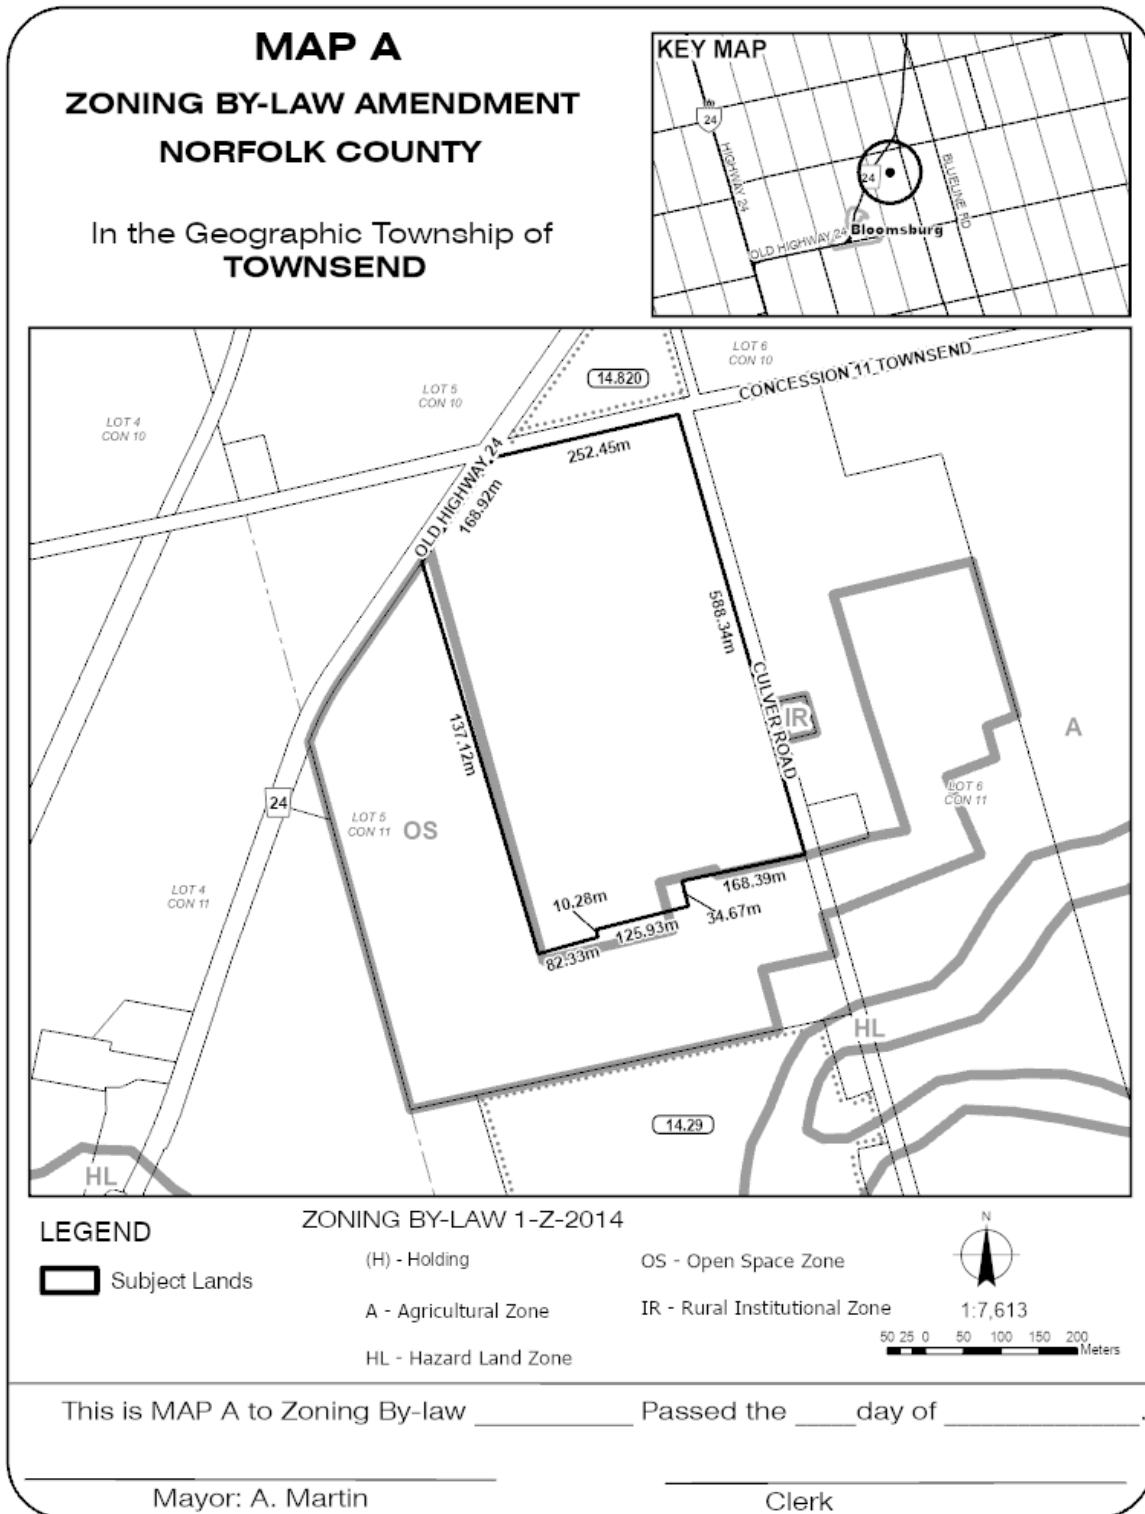 MAP A
ZONING BY-LAW AMENDMENT
NORFOLK COUNTY
In the Geographic Township of
TOWNSEND
KEY MAP
24
HIGHWAY 24
24
BLUELINE RD
OLD HIGHWAY 24
Bloomsburg
LOT 6
CON 10
CONCESSION 11 TOWNSEND
14.820
LOT 5
CON 10
LOT 4
CON 10
252.45m
OLD HIGHWAY 24
168.92m
588.34m
CULVER ROAD
IR
A
137.12m
LOT 6
CON 11
24
LOT 5
CON 11
OS
LOT 4
CON 11
10.28m
168.39m
34.67m
125.93m
82.33m
HL
14.29
HL
LEGEND
Subject Lands
ZONING BY-LAW 1-Z-2014
(H) - Holding
A - Agricultural Zone
HL - Hazard Land Zone
OS - Open Space Zone
IR - Rural Institutional Zone
N
1:7,613
50 25 0 50 100 150 200
Meters
This is MAP A to Zoning By-law ____________ Passed the ____ day of ______________.
Mayor: A. Martin
Clerk